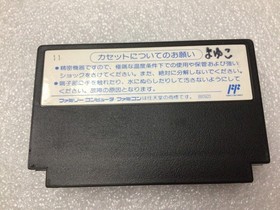 11
カセットについてのお願い
よゆこ
●精密機器ですので、極端な温度条件下での使用や保管および強い
ショックをさけてください。また、絶対に分解しないでください。
●端子部に手を触れたり、水にぬらしたりして汚さないようにして
ください。故障の原因となります。
ファミリーコンピュータ ファミコンは任天堂の商標です。